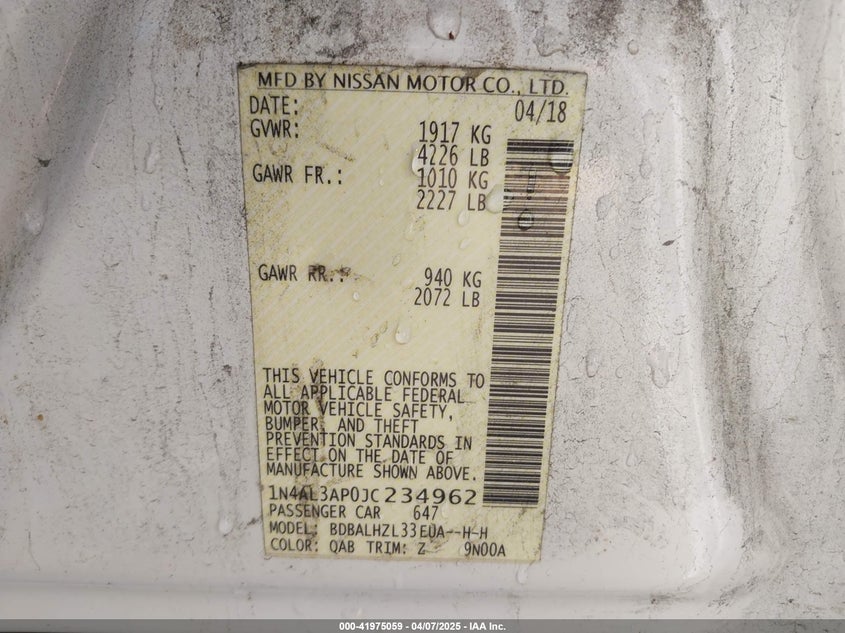 MFD BY NISSAN MOTOR CO., LTD.
DATE: 04/18
GVWR: 1917 KG
4226 LB
GAWR FR.: 1010 KG
2227 LB
GAWR RR.: 940 KG
2072 LB
THIS VEHICLE CONFORMS TO
ALL APPLICABLE FEDERAL
MOTOR VEHICLE SAFETY,
BUMPER, AND THEFT
PREVENTION STANDARDS IN
EFFECT ON THE DATE OF
MANUFACTURE SHOWN ABOVE.
1N4AL3AP0JC234962
PASSENGER CAR 647
MODEL: BDBALHZL33EUA--H-H
COLOR: QAB TRIM: Z 9N00A
000-41975059 - 04/07/2025 - IAA Inc.